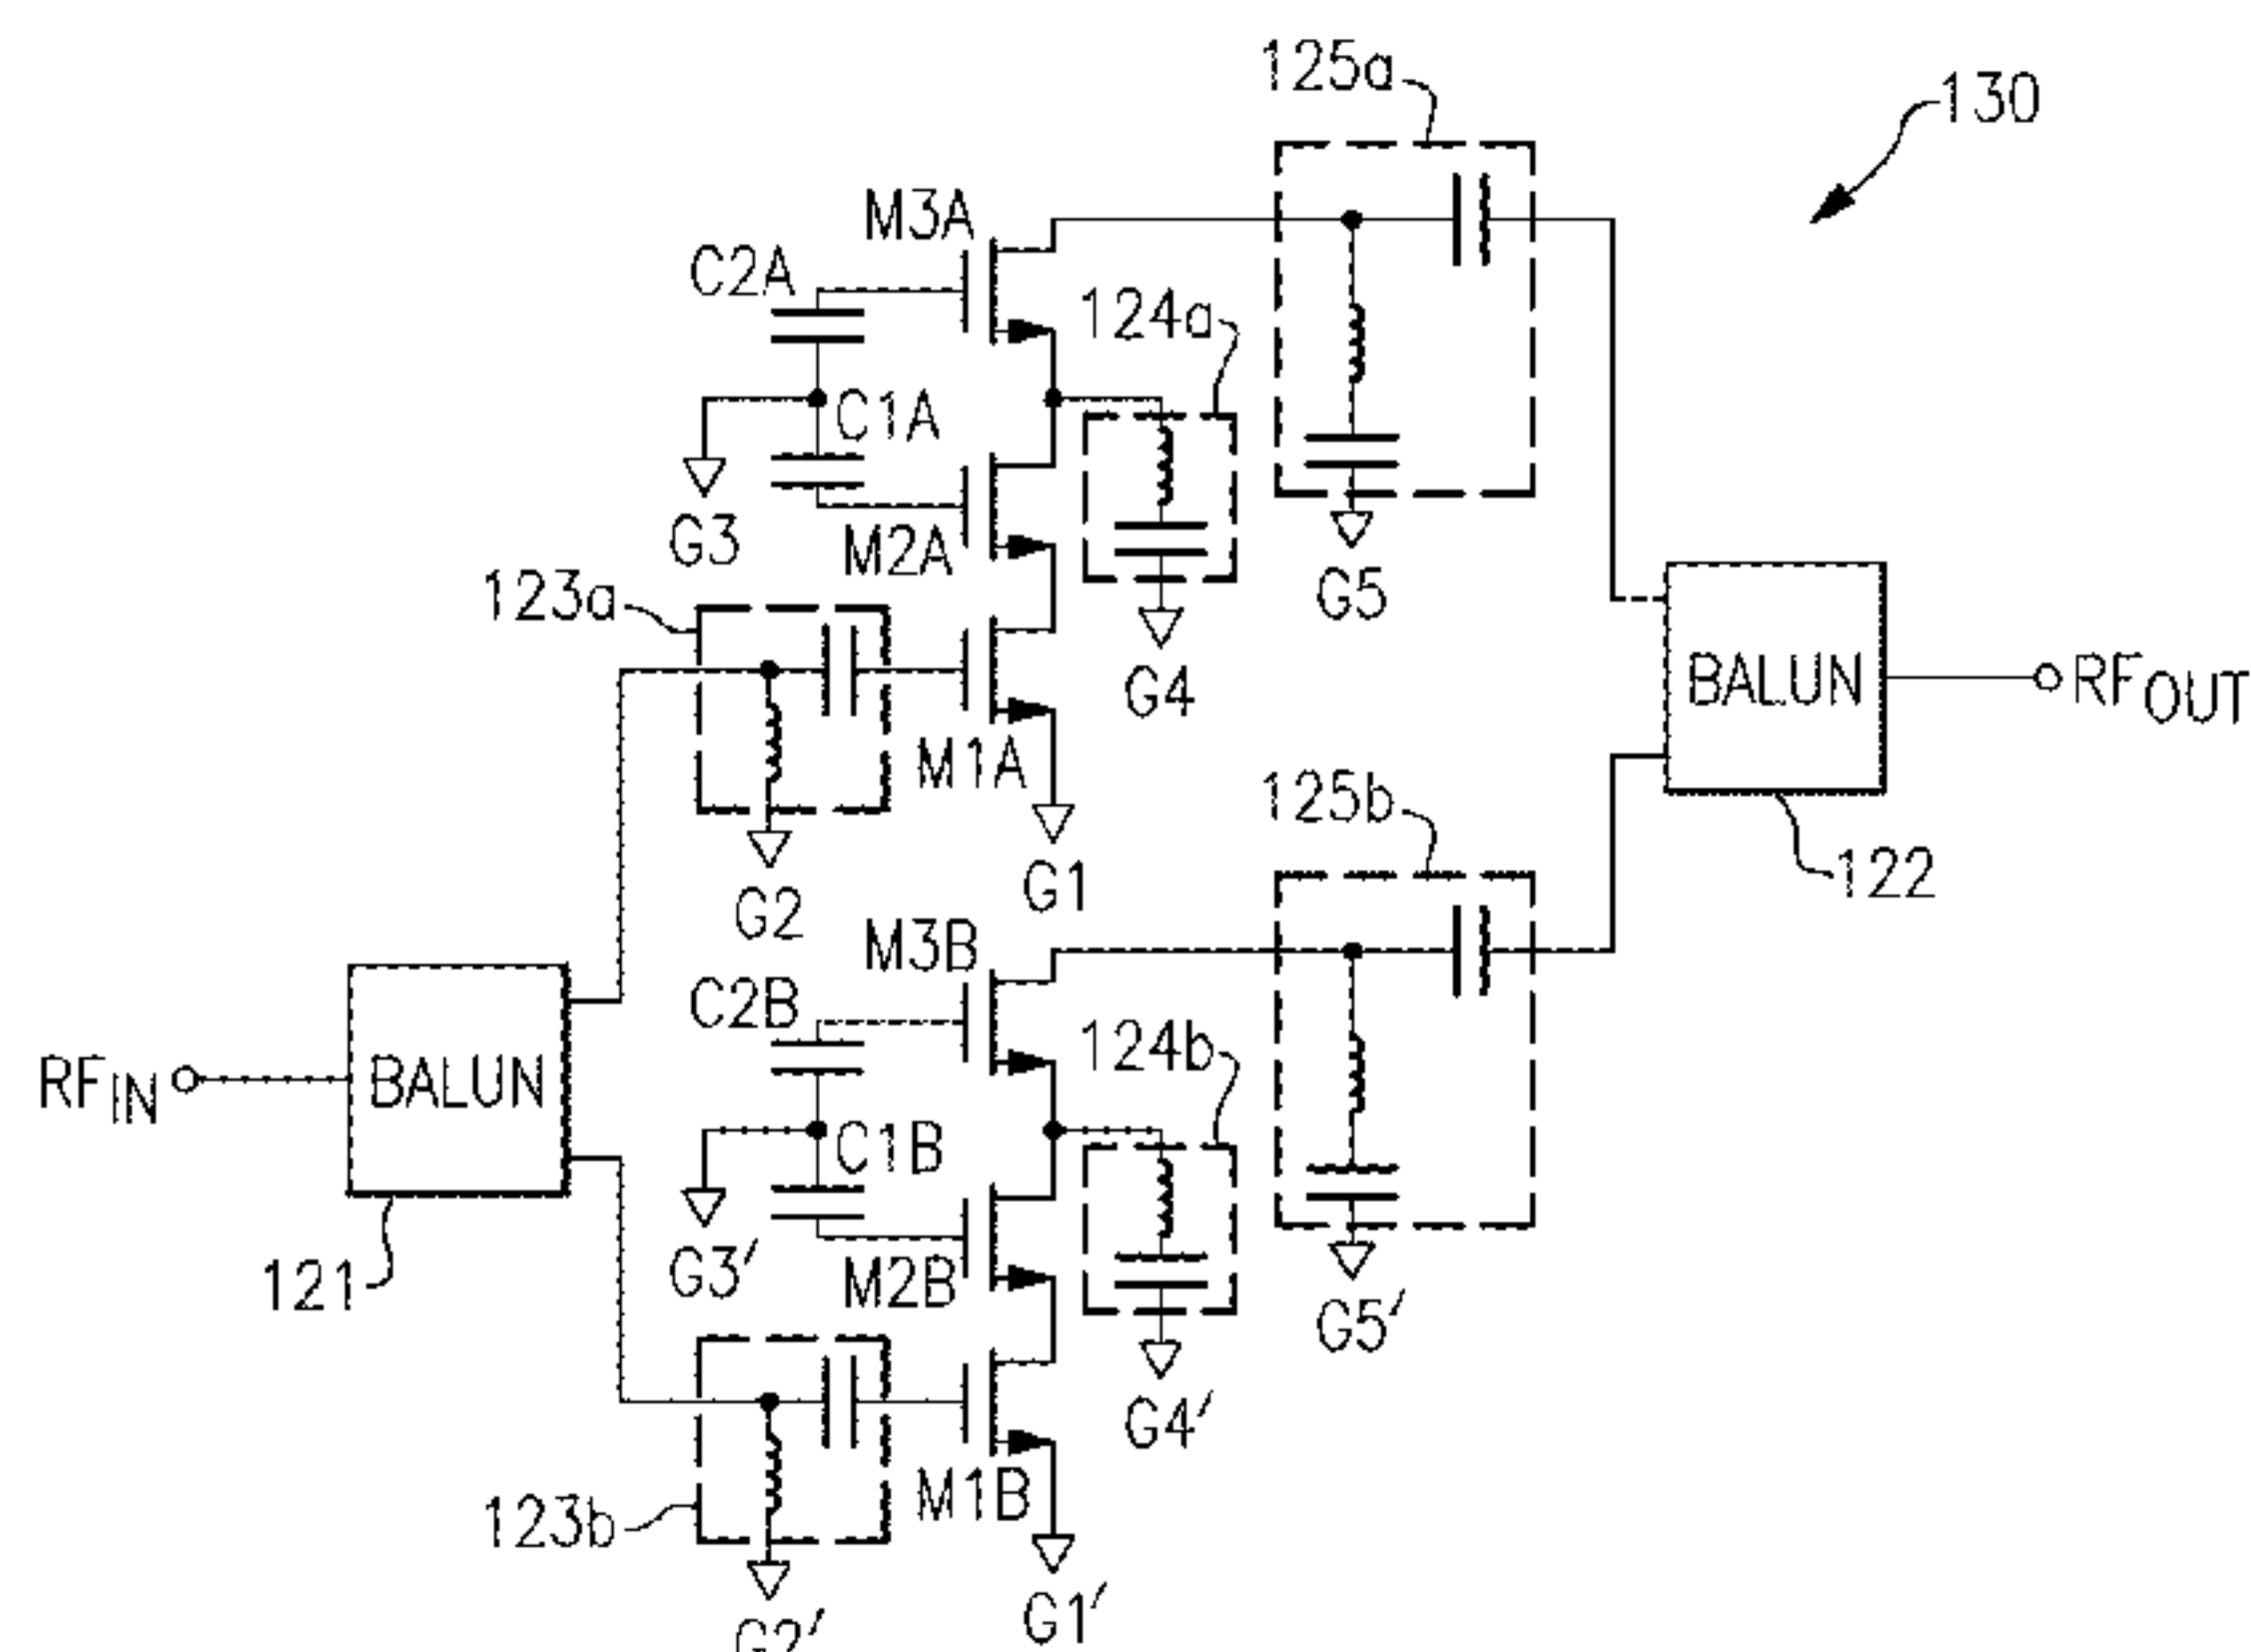 125a
130
M3A
C2A
124a
C1A
G3
M2A
G5
123a
G4
BALUN
RFOUT
M1A
125b
G2
G1
122
M3B
C2B
124b
RFIN
BALUN
C1B
G3′
M2B
121
G5′
G4′
M1B
123b
G2′
G1′